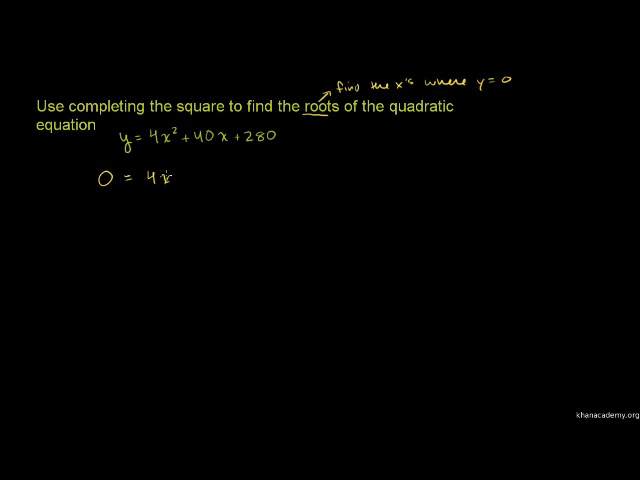 find the x's where y = 0
Use completing the square to find the roots of the quadratic
equation
y = 4x² + 40x + 280
0 = 4x
khanacademy.org